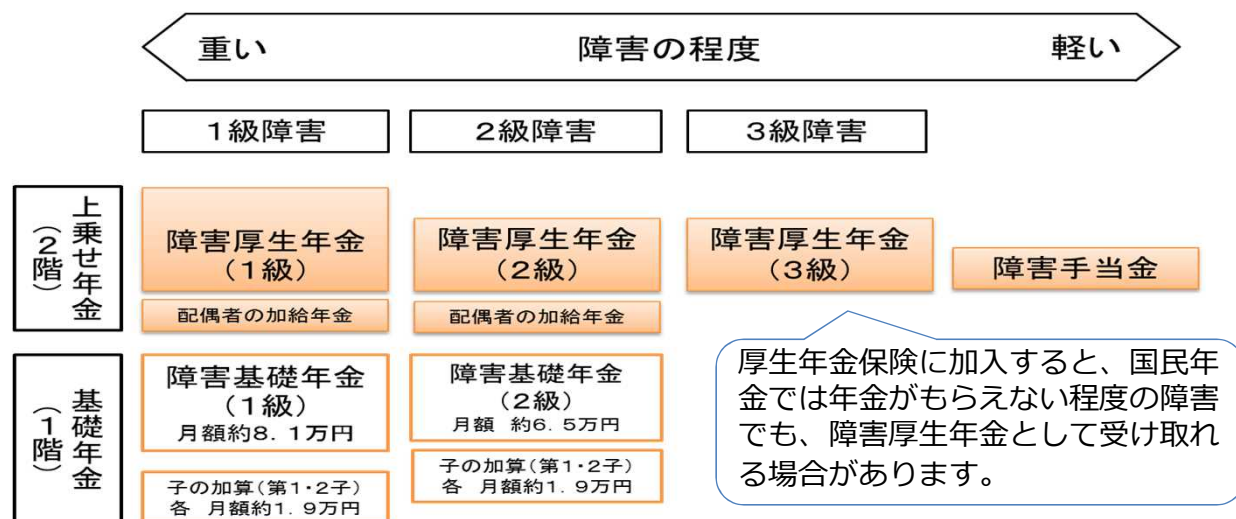 重い 障害の程度 軽い
1級障害 2級障害 3級障害
上乗せ年金
(2階)
障害厚生年金
(1級)
配偶者の加給年金
障害厚生年金
(2級)
配偶者の加給年金
障害厚生年金
(3級)
障害手当金
基礎年金
(1階)
障害基礎年金
(1級)
月額約8.1万円
子の加算(第1・2子)
各 月額約1.9万円
障害基礎年金
(2級)
月額 約6.5万円
子の加算(第1・2子)
各 月額約1.9万円
厚生年金保険に加入すると、国民年
金では年金がもらえない程度の障害
でも、障害厚生年金として受け取れ
る場合があります。